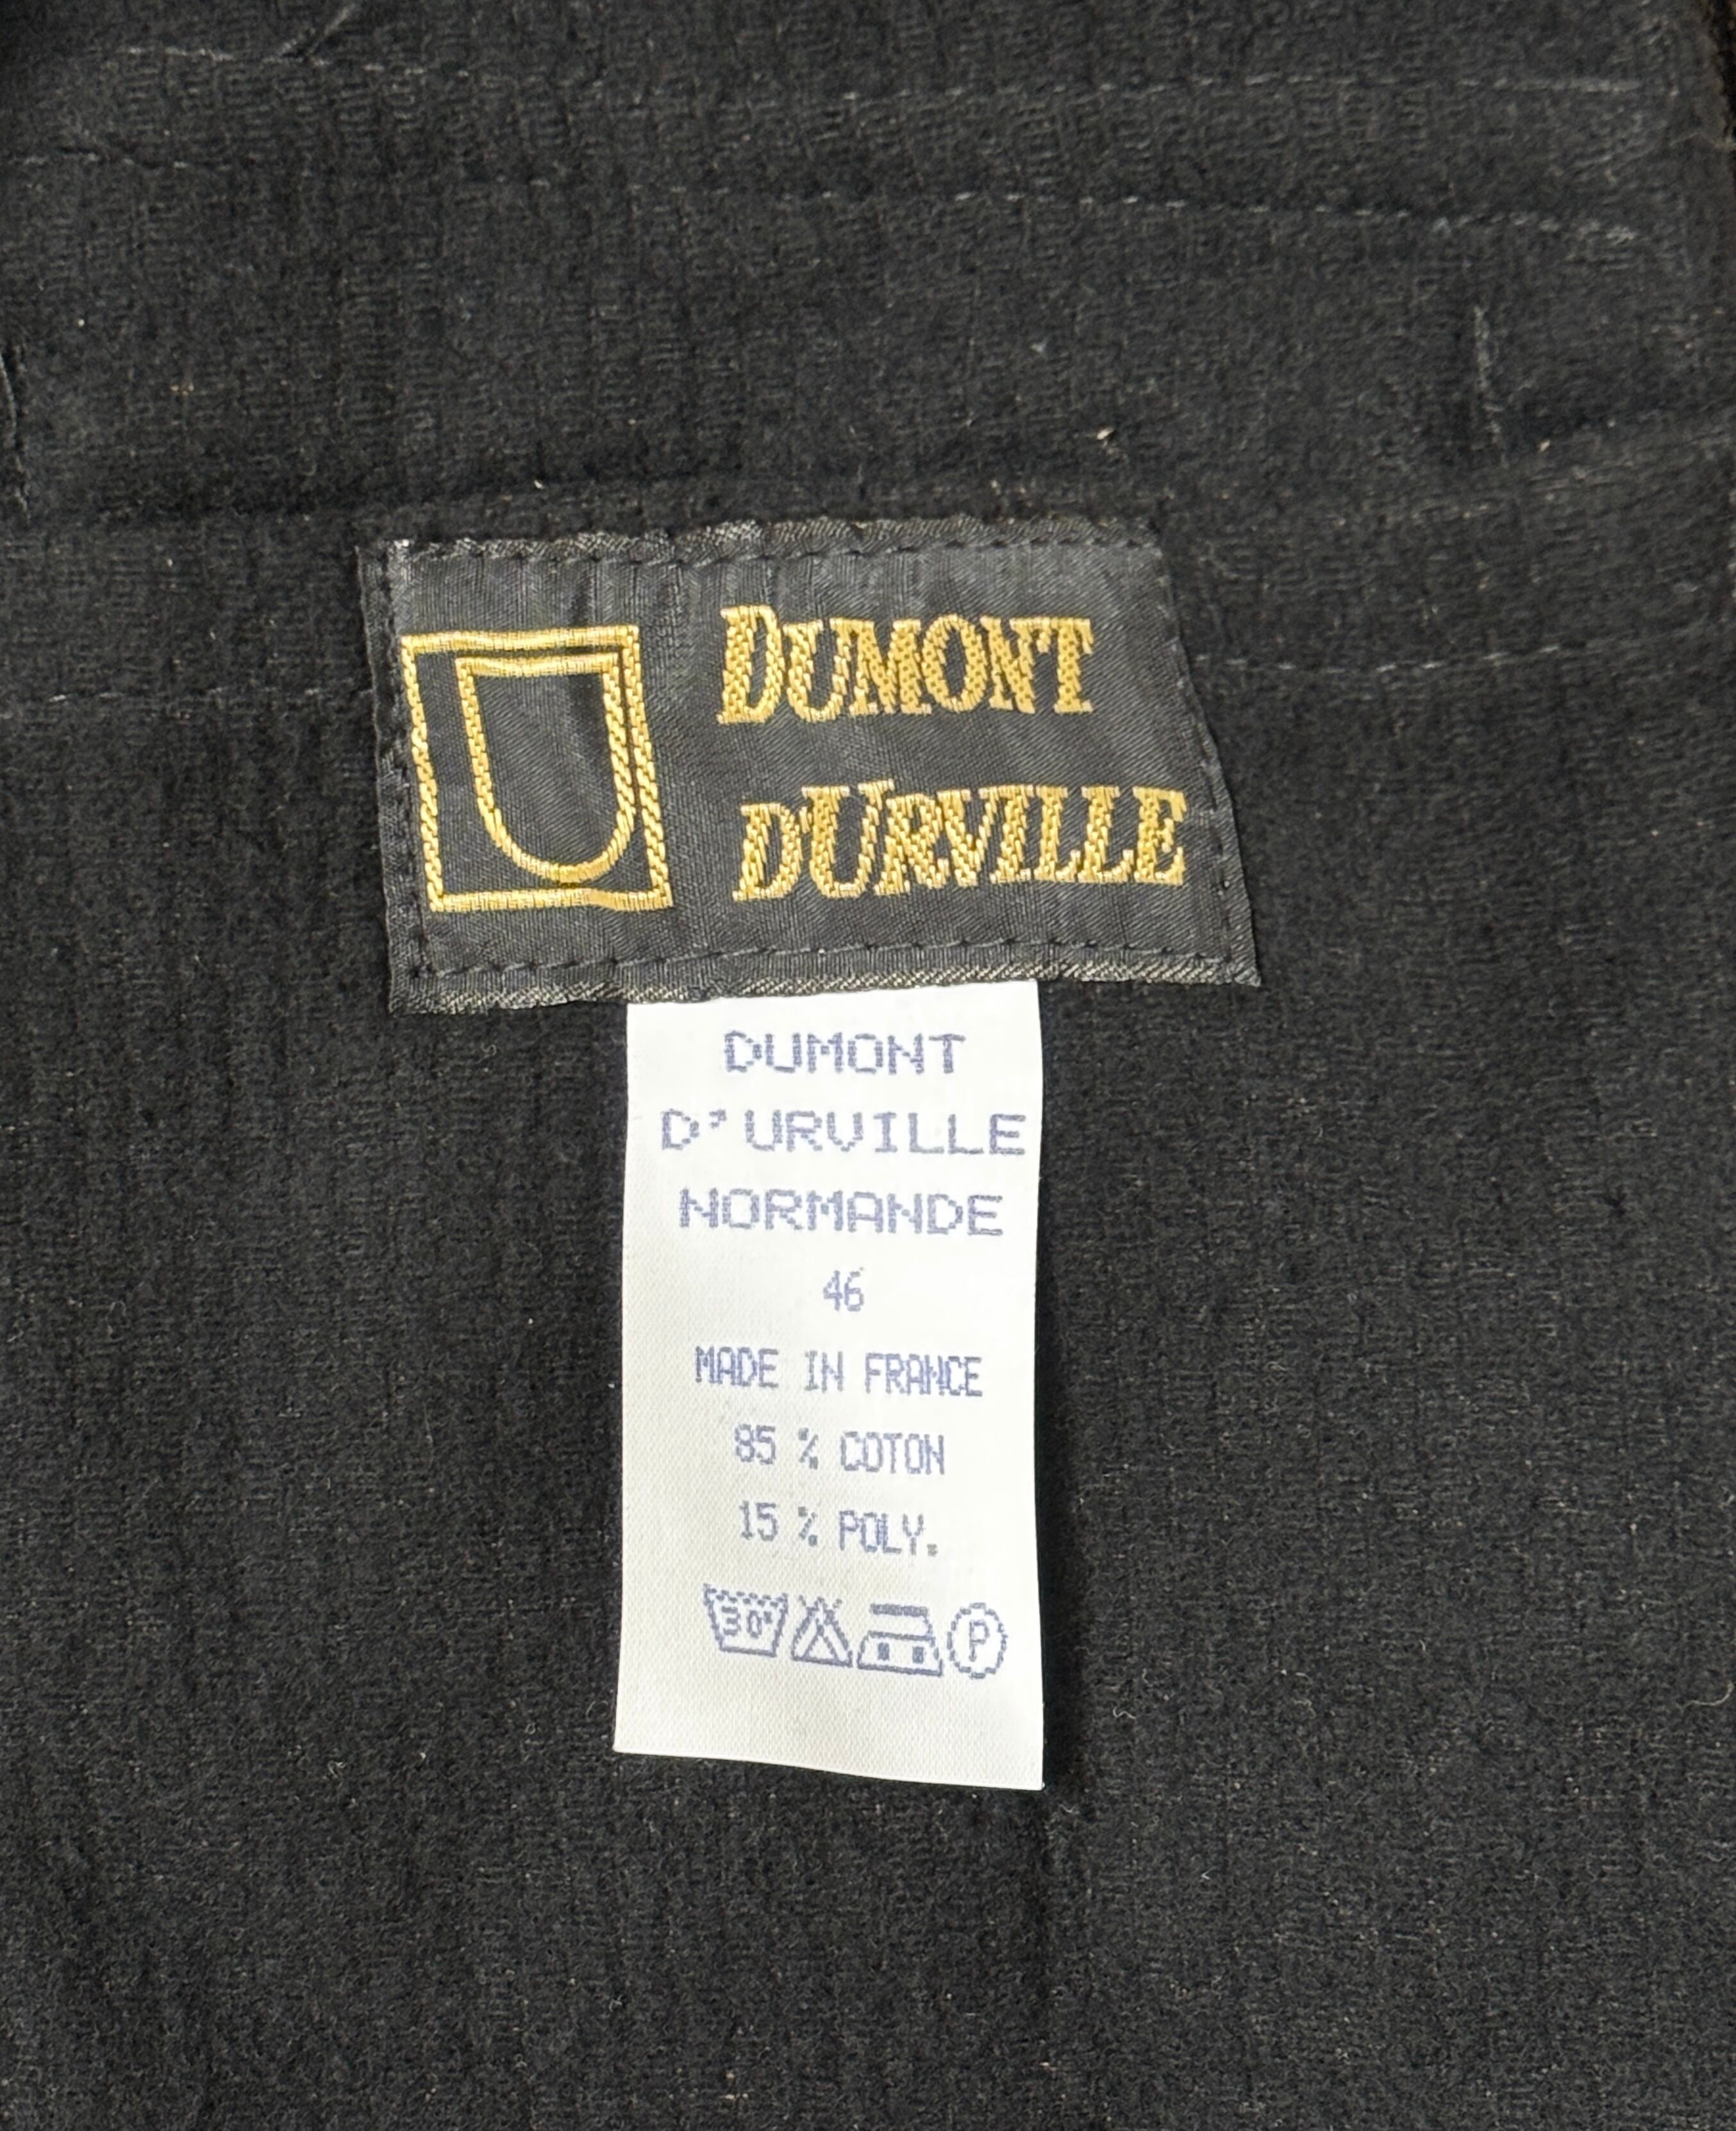 DUMONT
D'URVILLE
DUMONT
D'URVILLE
NORMANDE
46
MADE IN FRANCE
85 % COTON
15 % POLY.
30° P